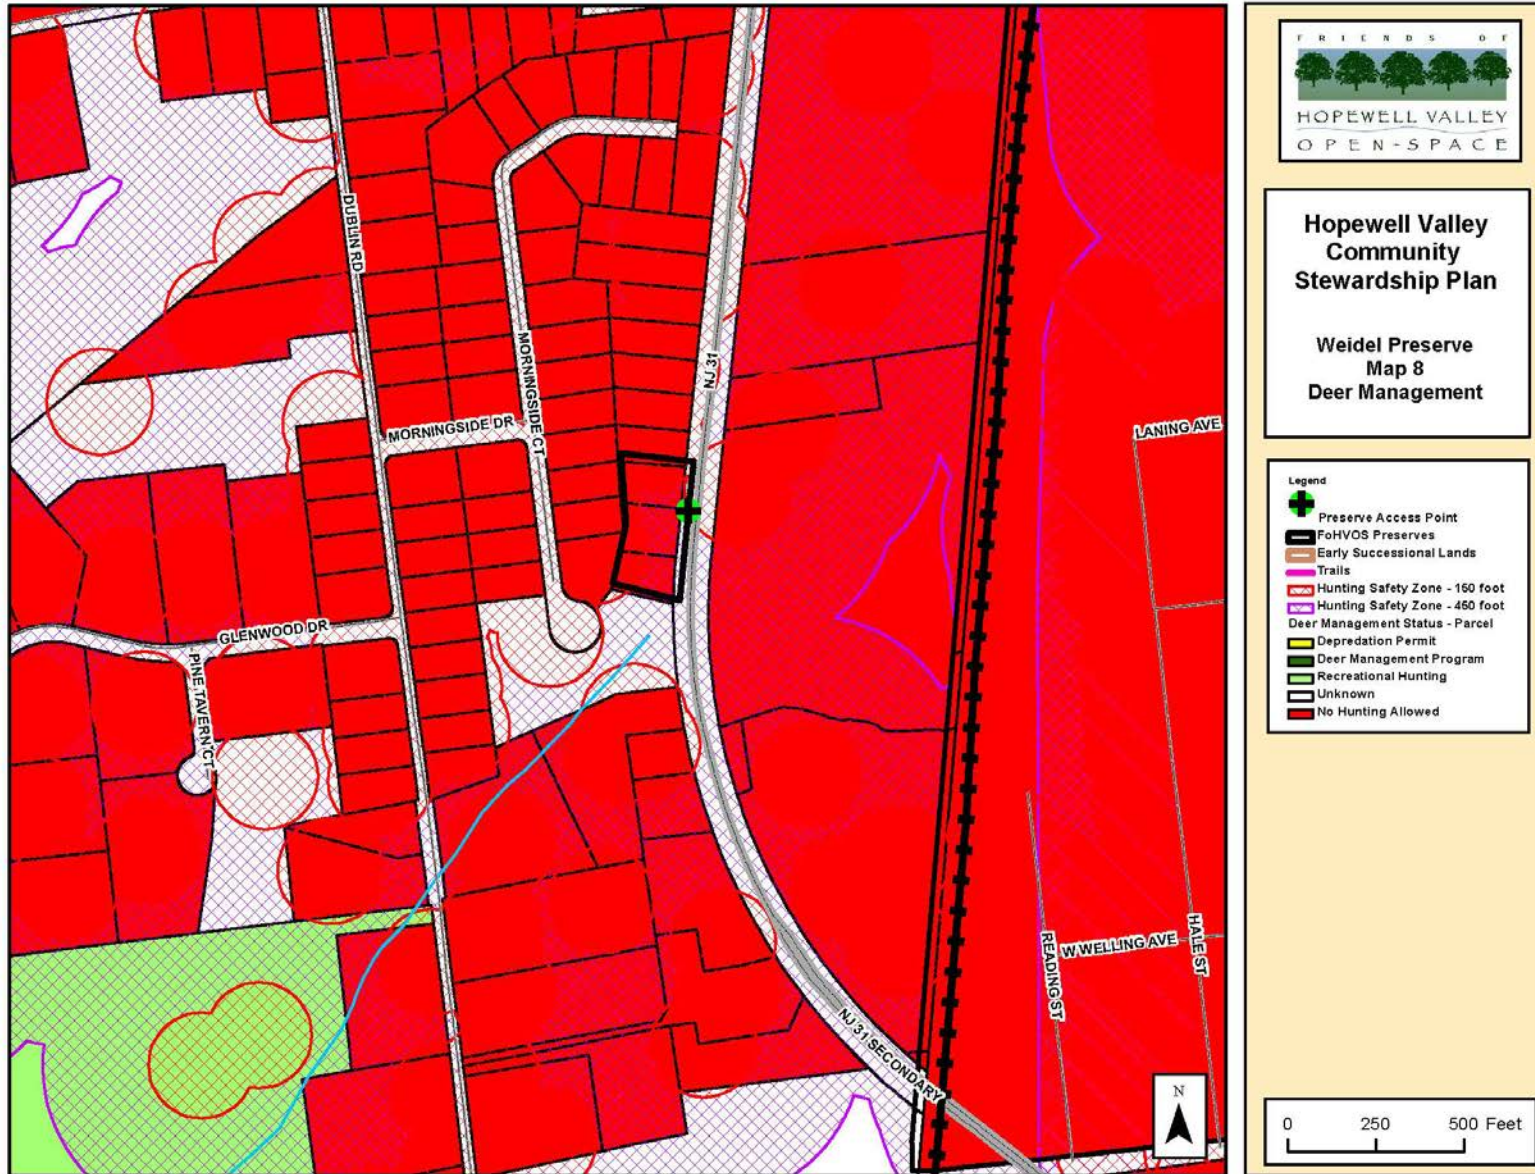 FRIENDS OF
HOPEWELL VALLEY
OPEN-SPACE
Hopewell Valley
Community
Stewardship Plan
Weidel Preserve
Map 8
Deer Management
Legend
Preserve Access Point
FoHVOS Preserves
Early Successional Lands
Trails
Hunting Safety Zone - 150 foot
Hunting Safety Zone - 450 foot
Deer Management Status - Parcel
Depredation Permit
Deer Management Program
Recreational Hunting
Unknown
No Hunting Allowed
0 250 500 Feet
DUBLIN RD
MORNINGSIDE CT
NJ 31
MORNINGSIDE DR
LANING AVE
GLENWOOD DR
PINE TAVERN CT
W WELLING AVE
READING ST
HALE ST
NJ 31 SECONDARY
N